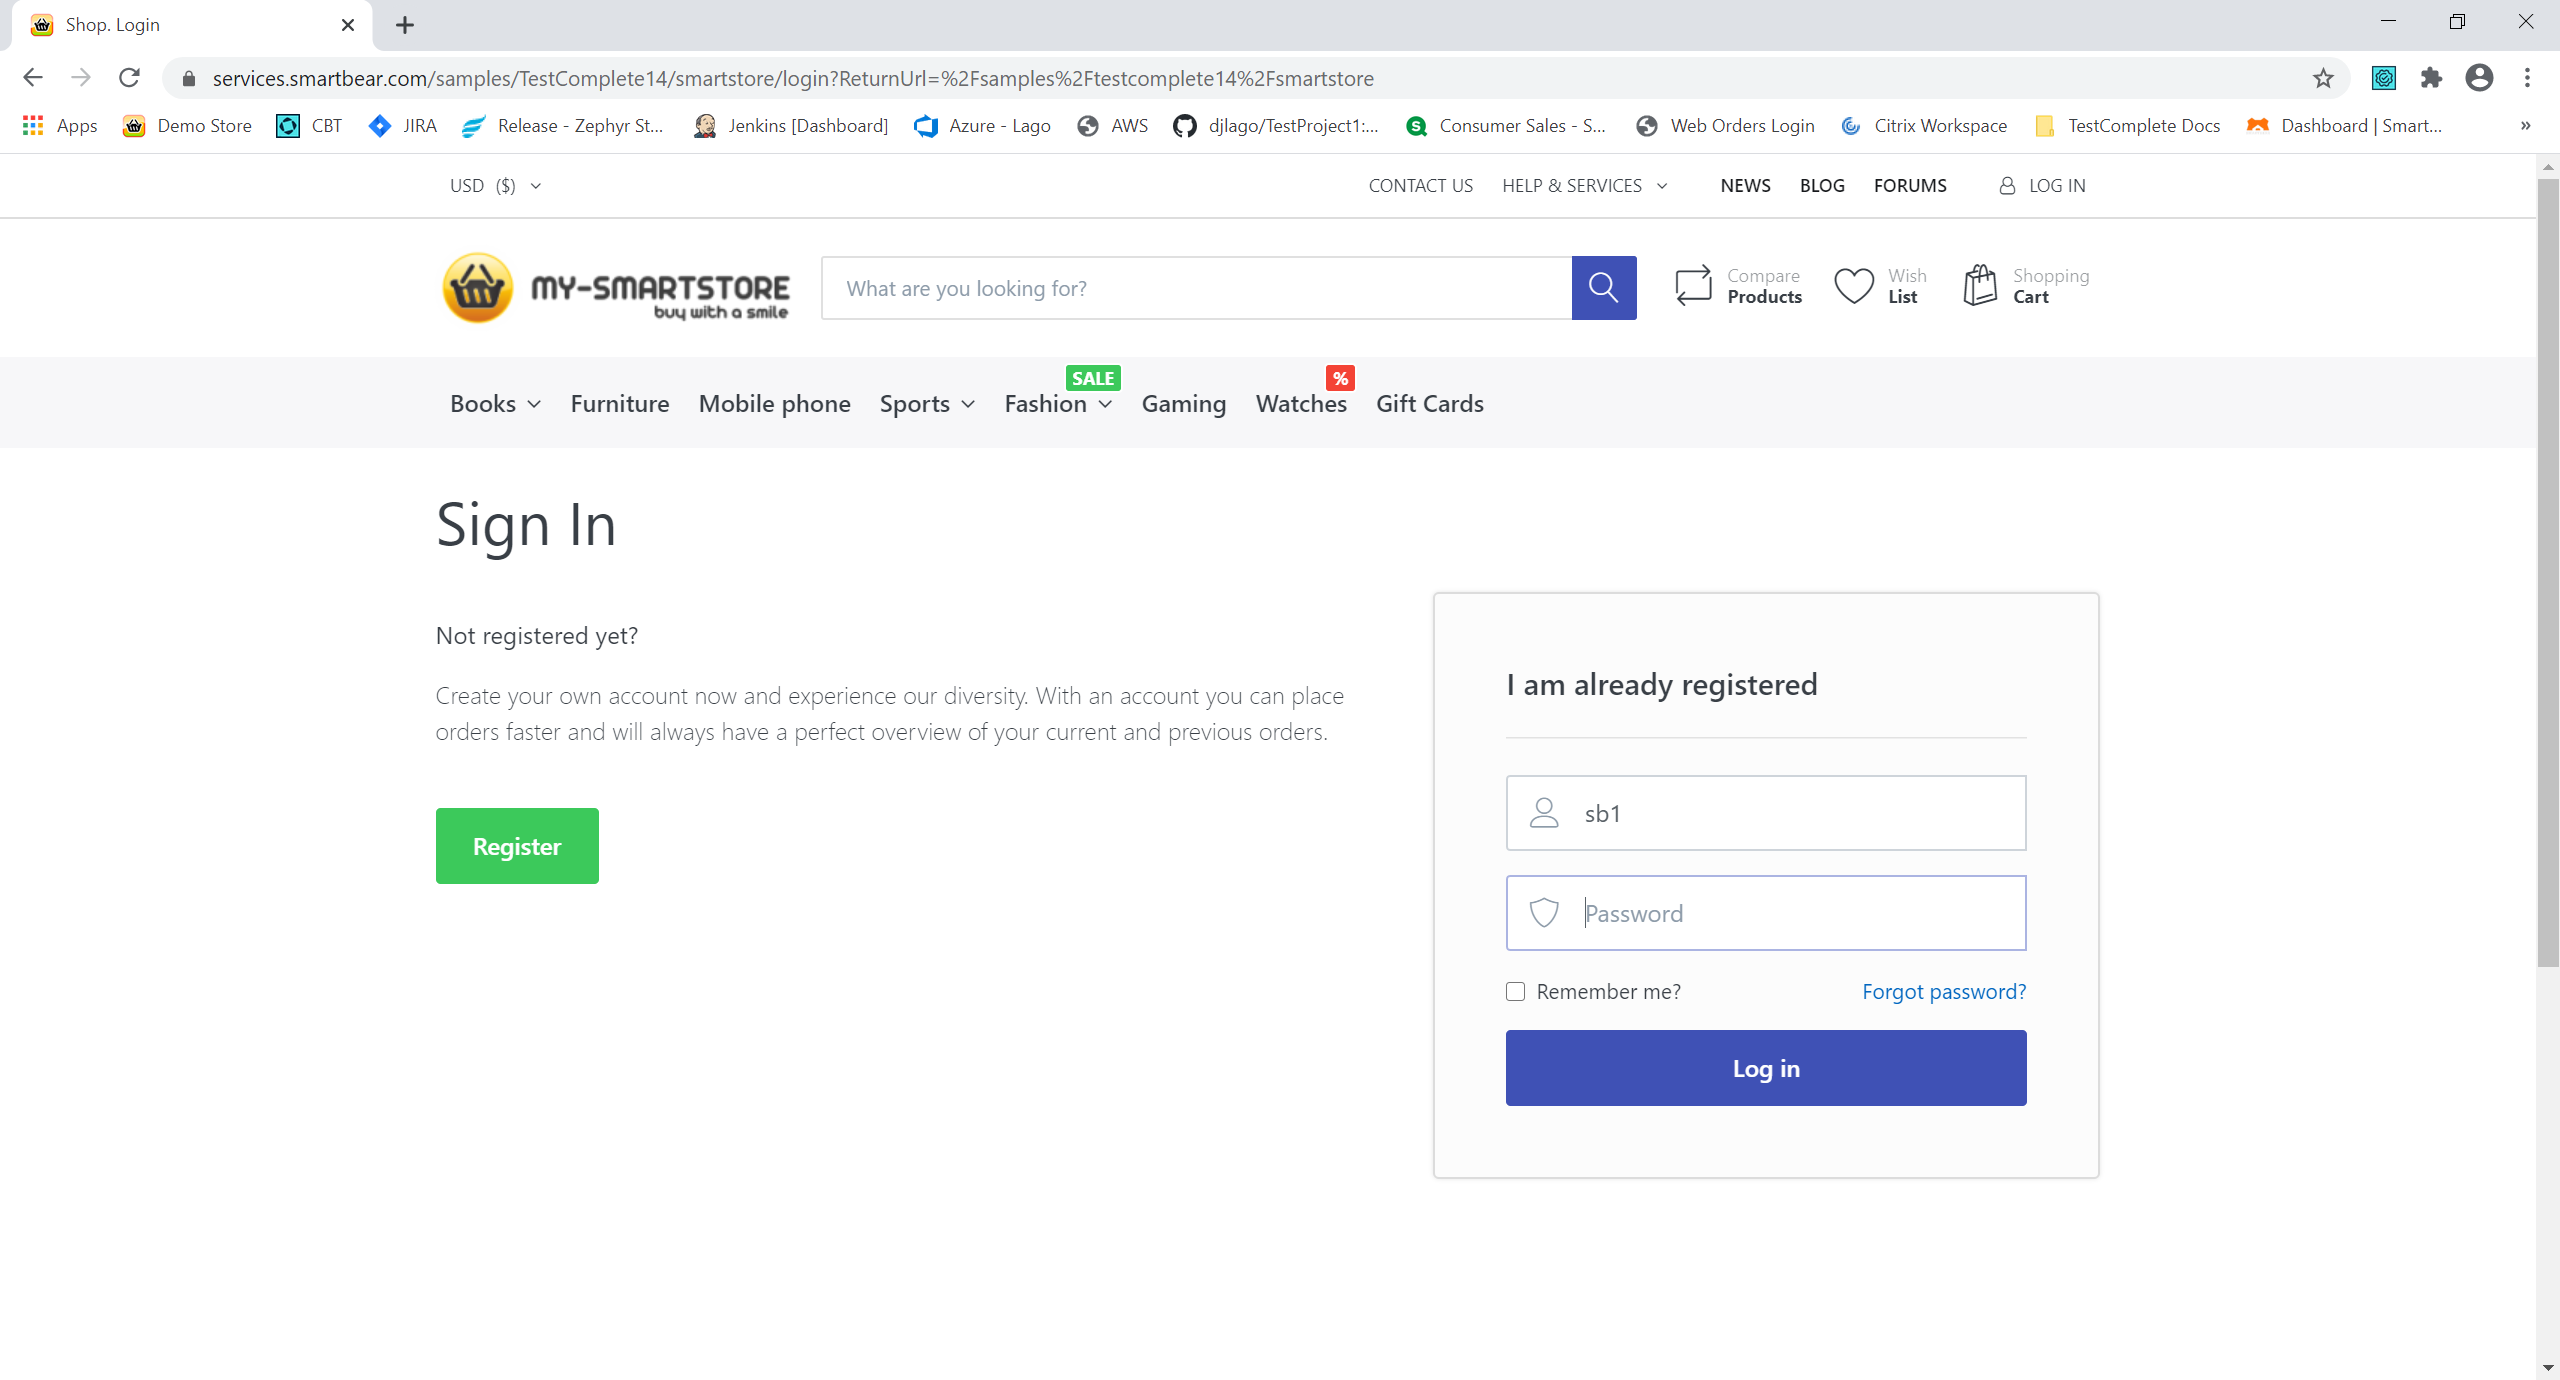 Shop. Login
services.smartbear.com/samples/TestComplete14/smartstore/login?ReturnUrl=%2Fsamples%2Ftestcomplete14%2Fsmartstore
Apps Demo Store CBT JIRA Release - Zephyr St... Jenkins [Dashboard] Azure - Lago AWS djlago/TestProject1:... Consumer Sales - S... Web Orders Login Citrix Workspace TestComplete Docs Dashboard | Smart... »
USD ($) CONTACT US HELP & SERVICES NEWS BLOG FORUMS LOG IN
MY-SMARTSTORE
buy with a smile
What are you looking for?
Compare
Products
Wish
List
Shopping
Cart
SALE %
Books Furniture Mobile phone Sports Fashion Gaming Watches Gift Cards
Sign In
Not registered yet?
Create your own account now and experience our diversity. With an account you can place
orders faster and will always have a perfect overview of your current and previous orders.
Register
I am already registered
sb1
Password
Remember me? Forgot password?
Log in